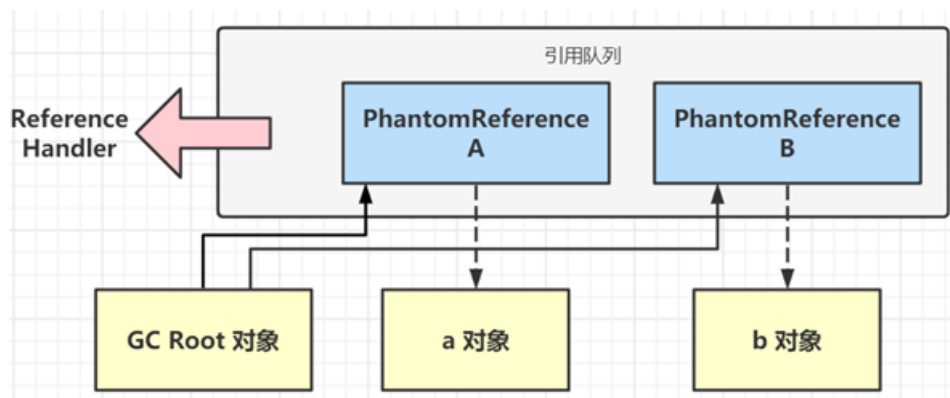 引用队列
Reference
Handler
PhantomReference
A
PhantomReference
B
GC Root 对象
a 对象
b 对象